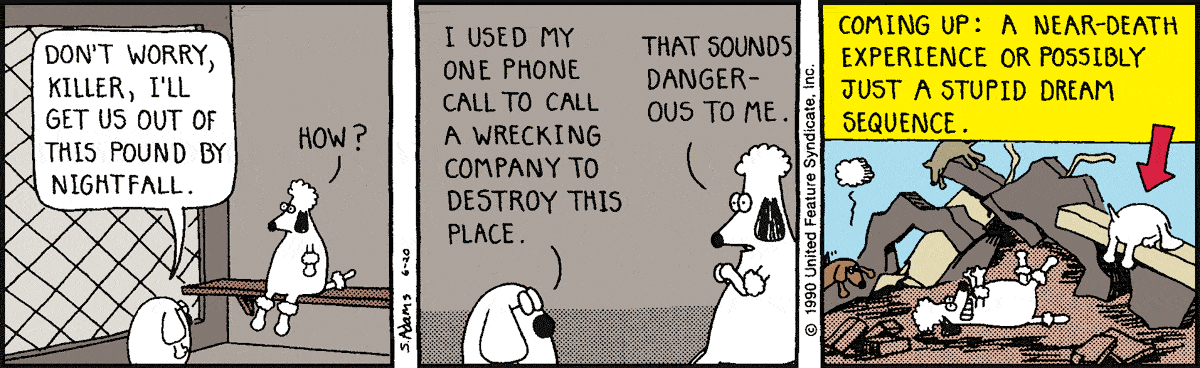 DON'T WORRY,
KILLER, I'LL
GET US OUT OF
THIS POUND BY
NIGHTFALL.
HOW?
S. Adams 6-20
I USED MY
ONE PHONE
CALL TO CALL
A WRECKING
COMPANY TO
DESTROY THIS
PLACE.
THAT SOUNDS
DANGER-
OUS TO ME.
© 1990 United Feature Syndicate, Inc.
COMING UP: A NEAR-DEATH
EXPERIENCE OR POSSIBLY
JUST A STUPID DREAM
SEQUENCE.